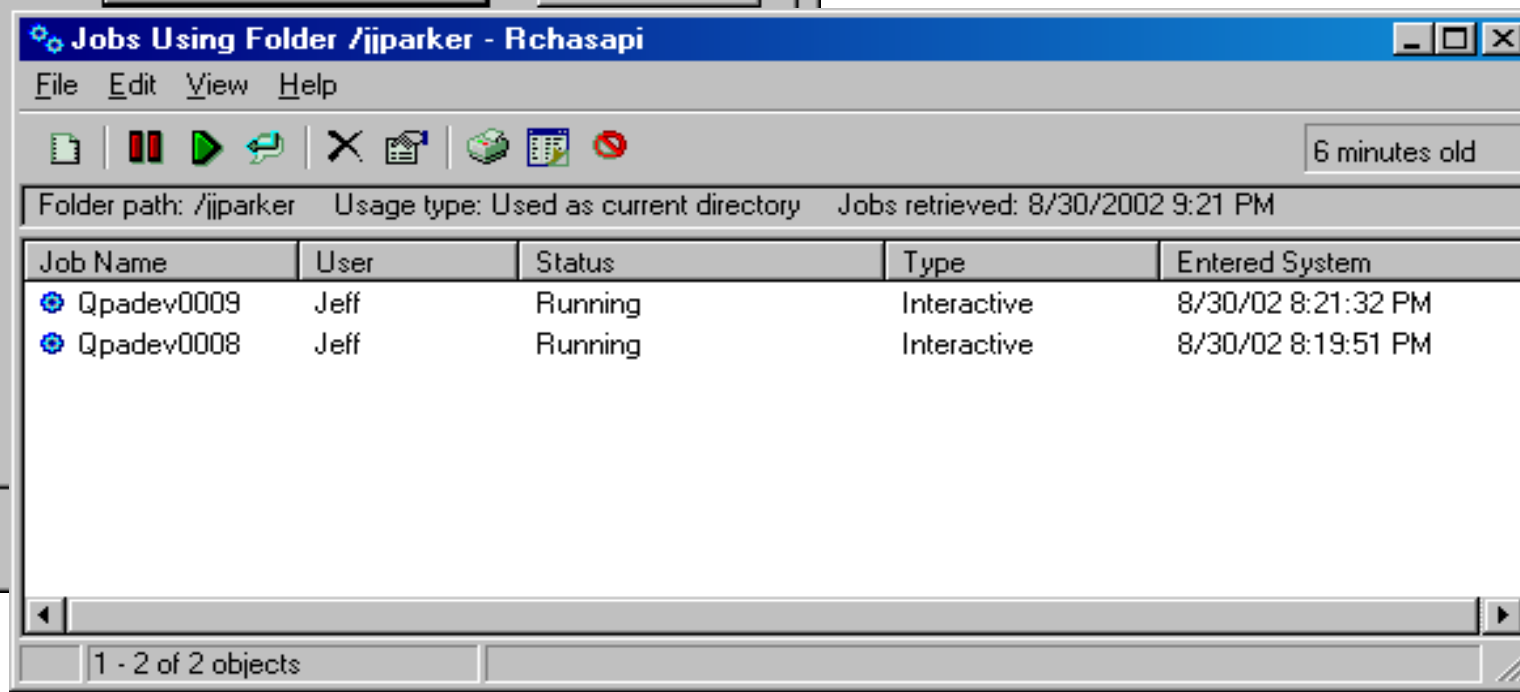 Jobs Using Folder /jjparker - Rchasapi
File Edit View Help
6 minutes old
Folder path: /jjparker Usage type: Used as current directory Jobs retrieved: 8/30/2002 9:21 PM
Job Name User Status Type Entered System
Qpadev0009 Jeff Running Interactive 8/30/02 8:21:32 PM
Qpadev0008 Jeff Running Interactive 8/30/02 8:19:51 PM
1 - 2 of 2 objects